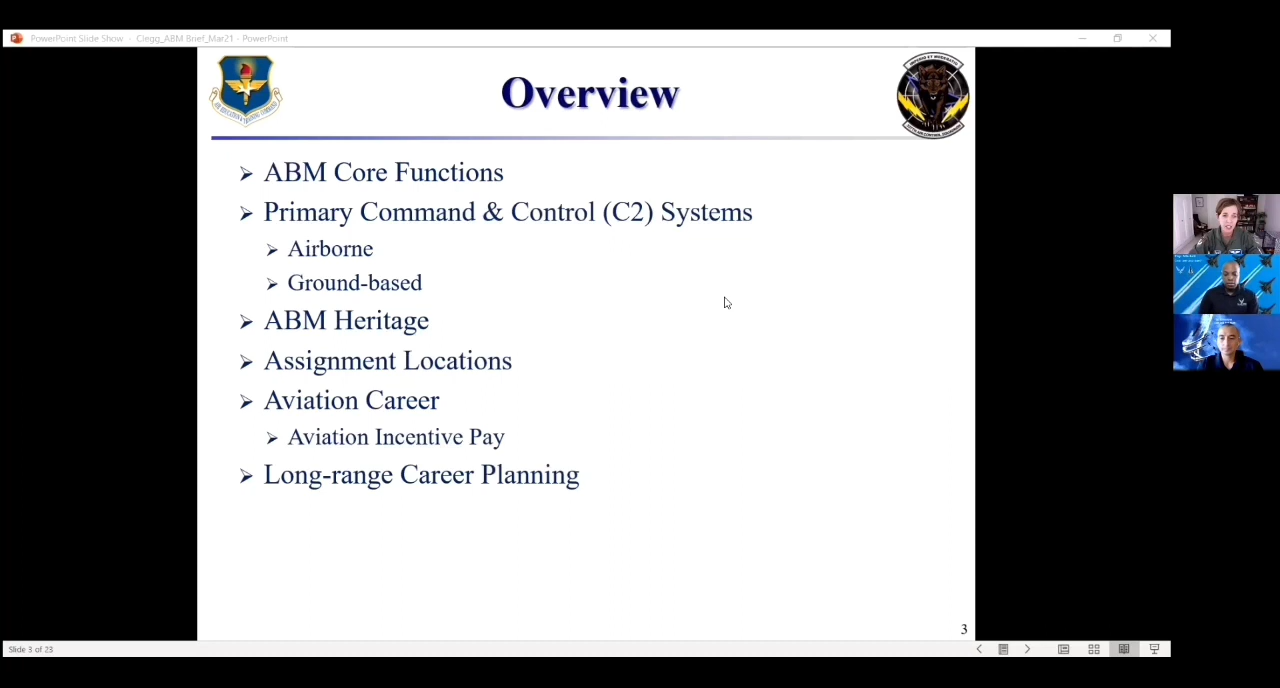 PowerPoint Slide Show - Clegg_ABM Brief_Mar21 - PowerPoint
Overview
ABM Core Functions
Primary Command & Control (C2) Systems
Airborne
Ground-based
ABM Heritage
Assignment Locations
Aviation Career
Aviation Incentive Pay
Long-range Career Planning
3
Slide 3 of 23